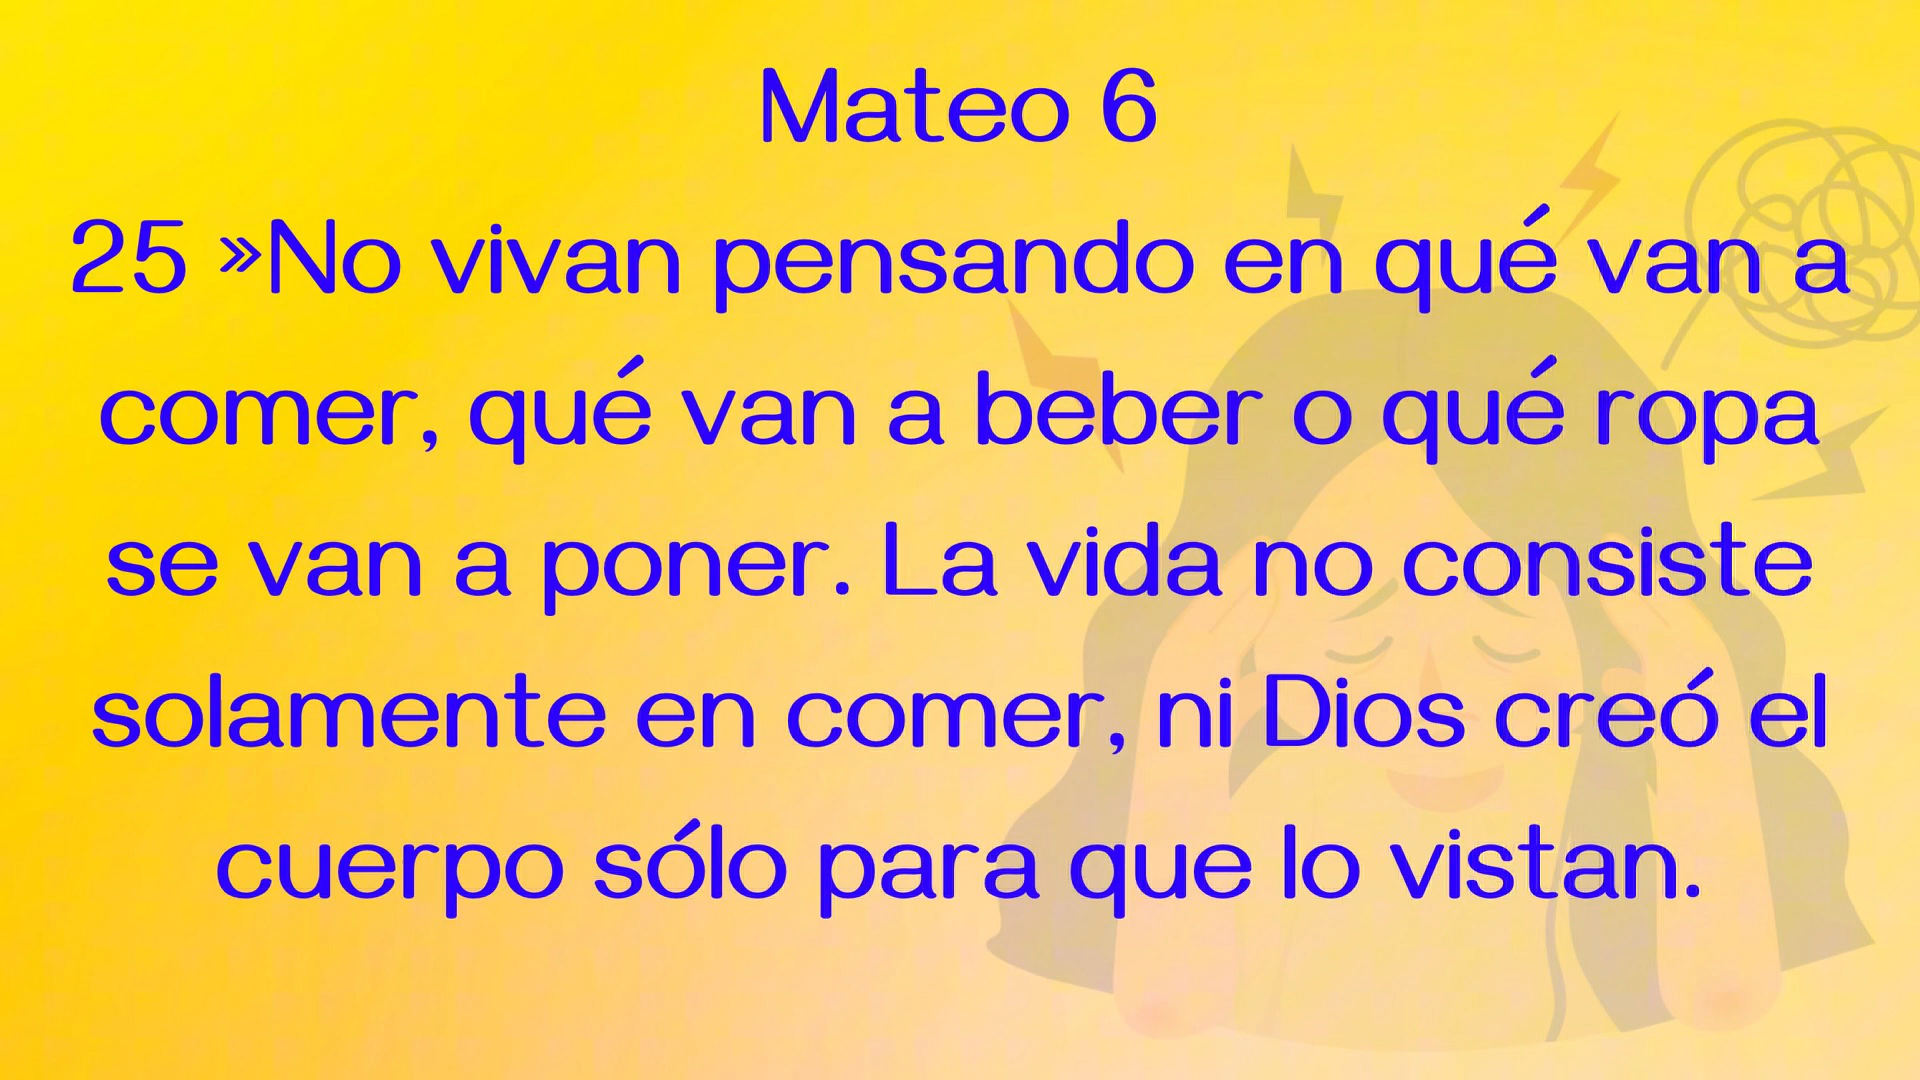 Mateo 6
25 »No vivan pensando en qué van a
comer, qué van a beber o qué ropa
se van a poner. La vida no consiste
solamente en comer, ni Dios creó el
cuerpo sólo para que lo vistan.